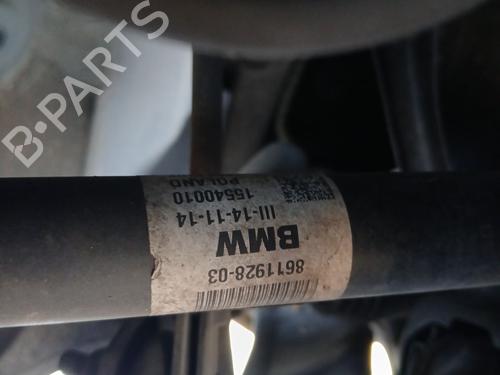 B-PARTS
8611928-03
BMW
III-14-11-14
15540010
POLAND